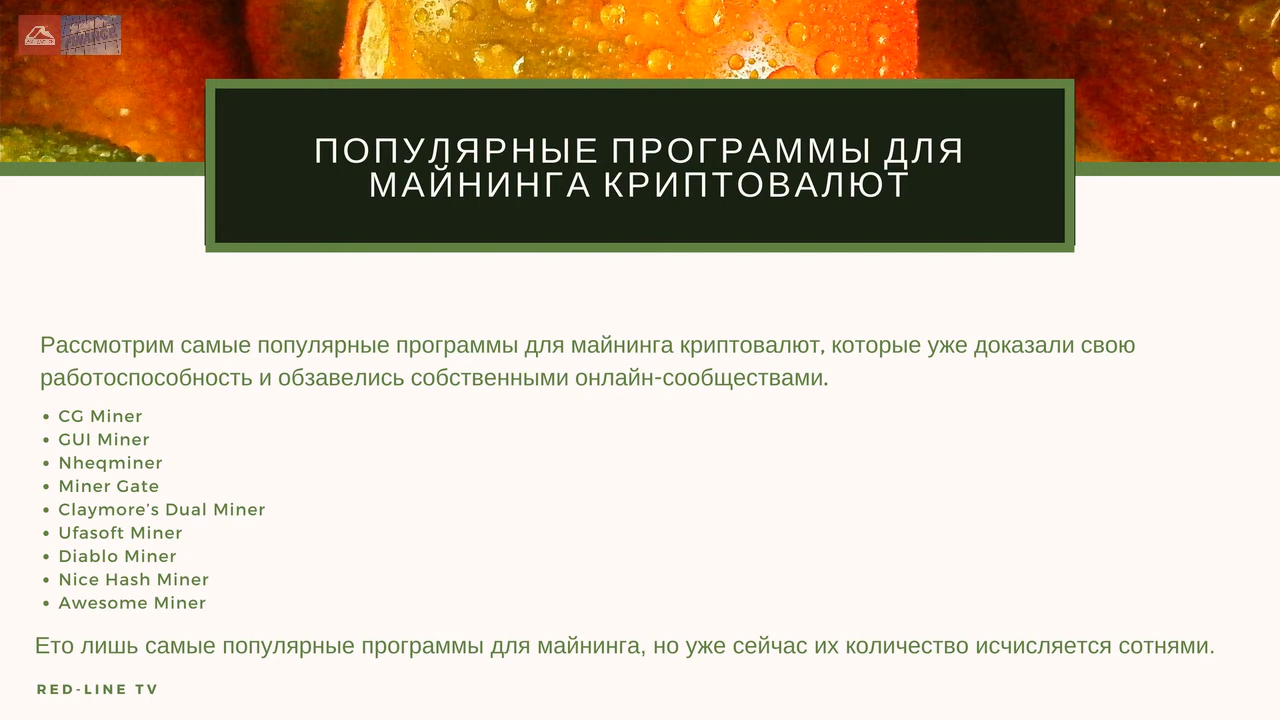 ПОПУЛЯРНЫЕ ПРОГРАММЫ ДЛЯ
МАЙНИНГА КРИПТОВАЛЮТ
Рассмотрим самые популярные программы для майнинга криптовалют, которые уже доказали свою
работоспособность и обзавелись собственными онлайн-сообществами.
• CG Miner
• GUI Miner
• Nheqminer
• Miner Gate
• Claymore's Dual Miner
• Ufasoft Miner
• Diablo Miner
• Nice Hash Miner
• Awesome Miner
Ето лишь самые популярные программы для майнинга, но уже сейчас их количество исчисляется сотнями.
RED-LINE TV